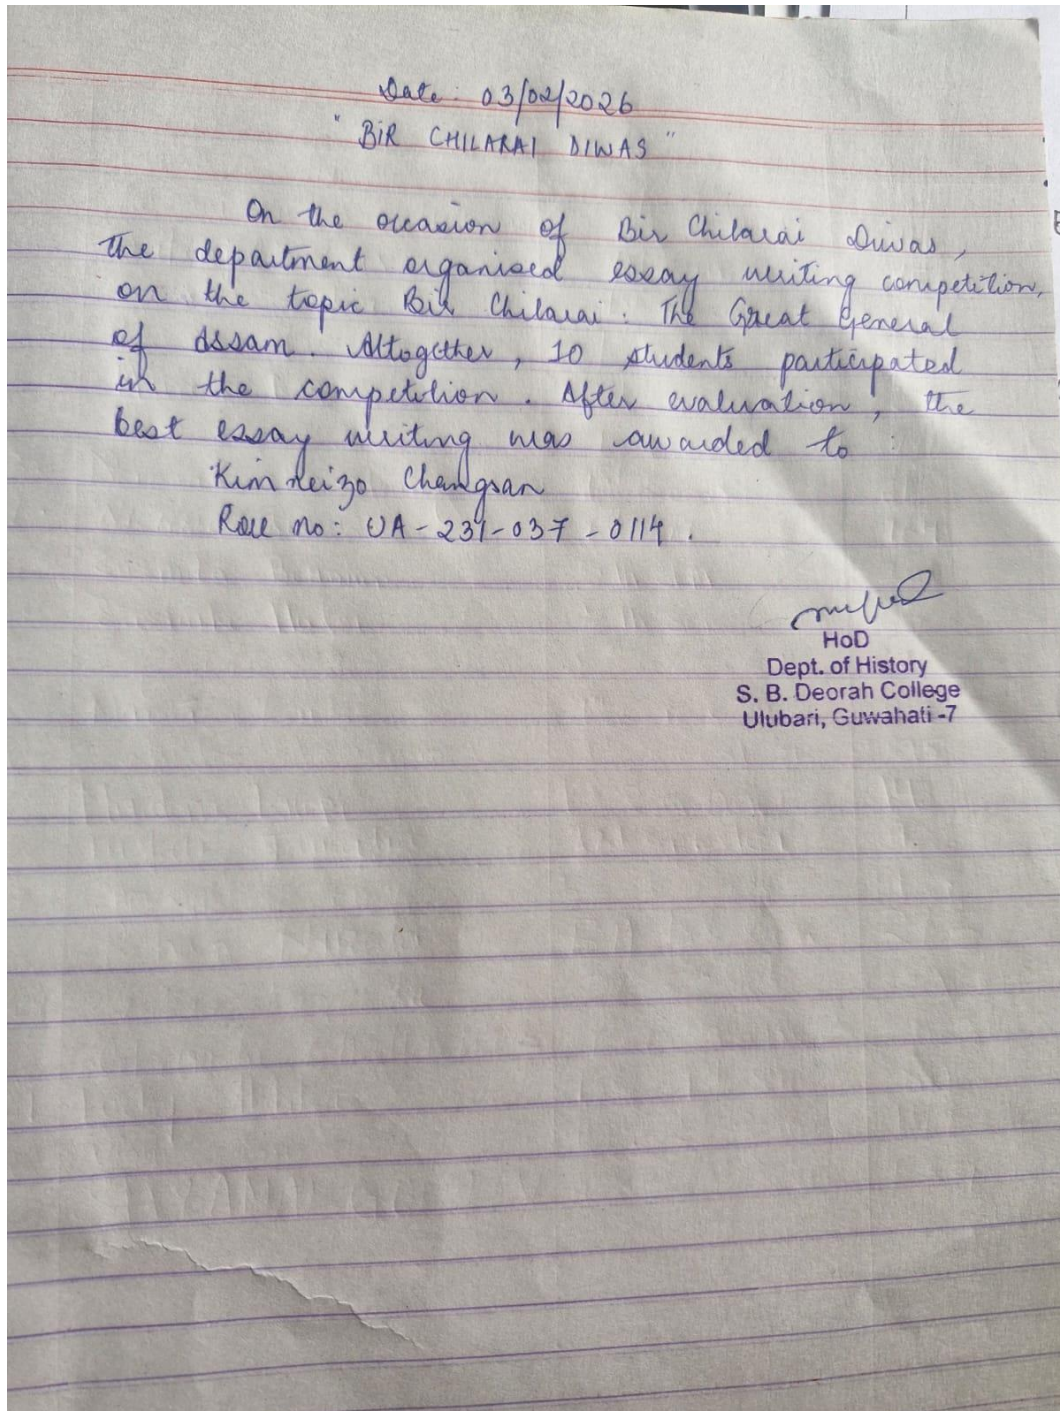 Date: 03/02/2026
"BIR CHILARAI DIWAS"
On the occasion of Bir Chilarai Diwas,
the department organised essay writing competition,
on the topic Bir Chilarai: The Great General
of Assam. Altogether, 10 students participated
in the competition. After evaluation, the
best essay writing was awarded to:
Kimneizo Changsan
Roll no: UA-231-037-0114.
HoD
Dept. of History
S. B. Deorah College
Ulubari, Guwahati -7